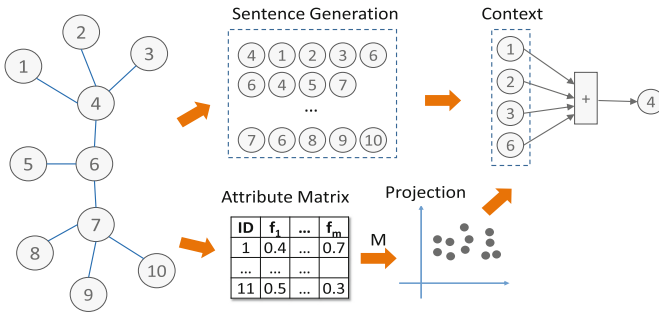 Sentence Generation
Context
1
2
3
4
5
6
7
8
9
10
4 1 2 3 6
6 4 5 7
...
7 6 8 9 10
1
2
3
6
+
4
Attribute Matrix
ID f1 ... fm
1 0.4 ... 0.7
... ... ...
11 0.5 ... 0.3
M
Projection